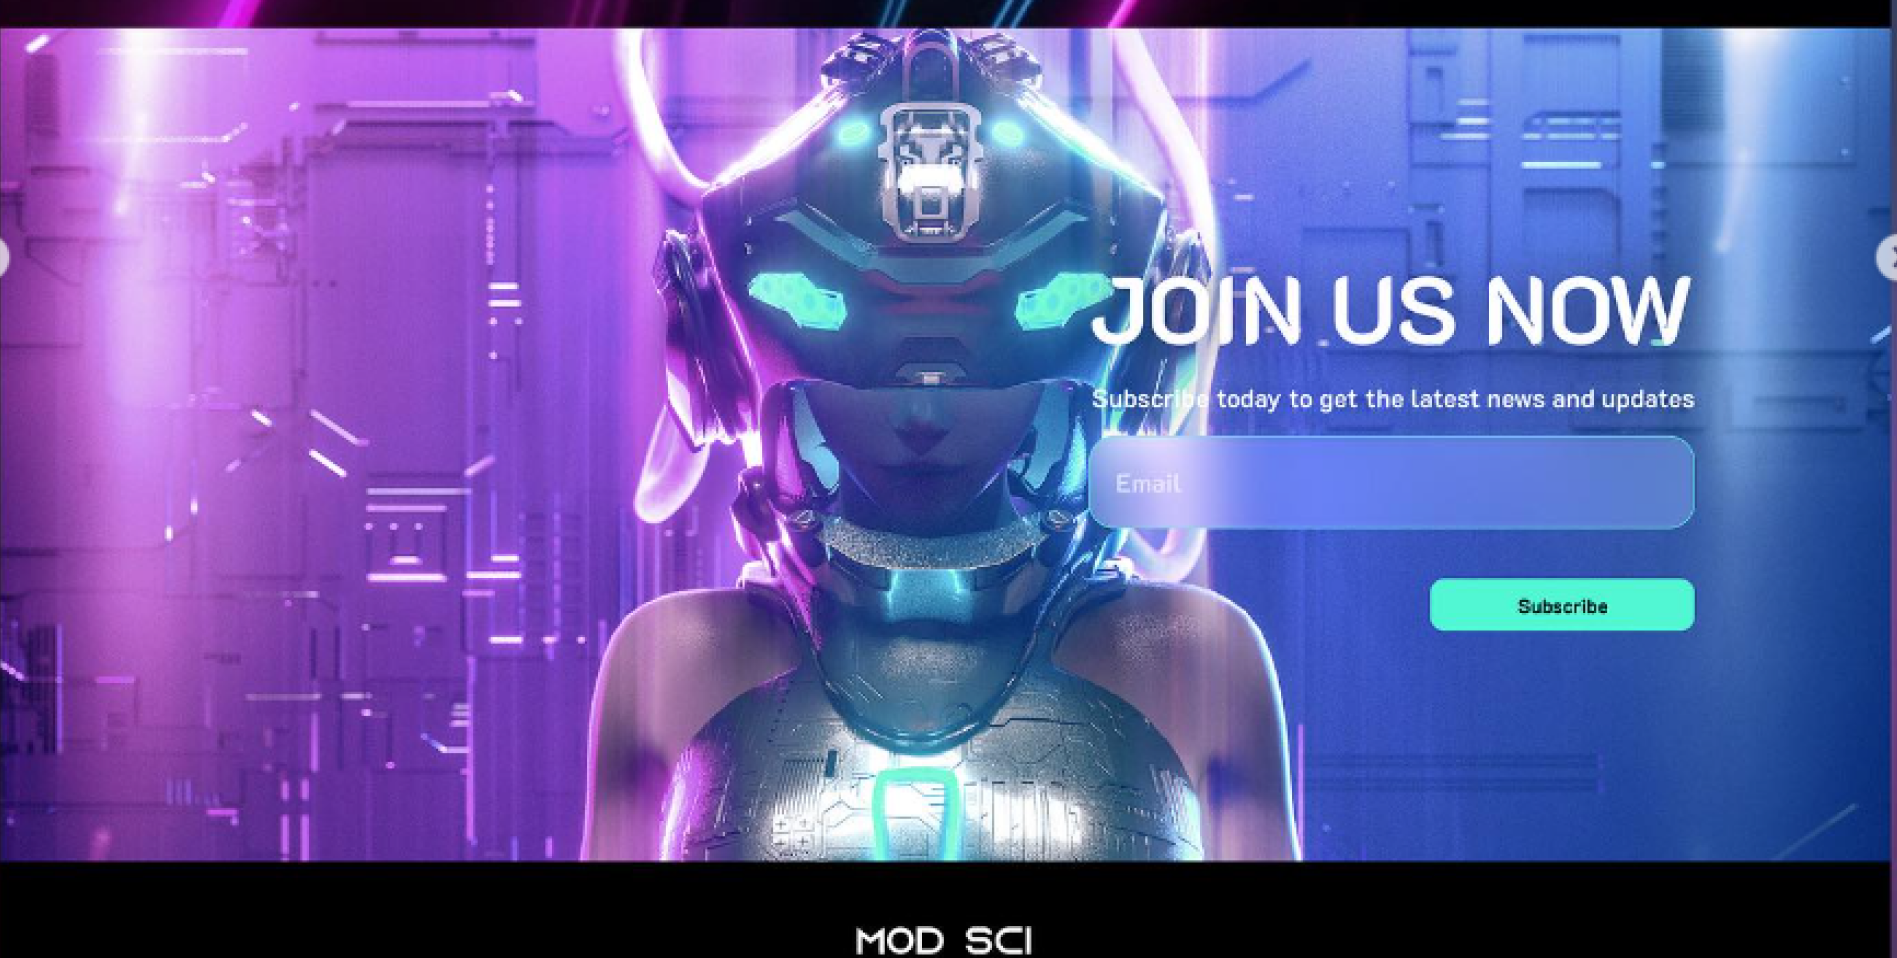 JOIN US NOW
Subscribe today to get the latest news and updates
Email
Subscribe
MOD SCI